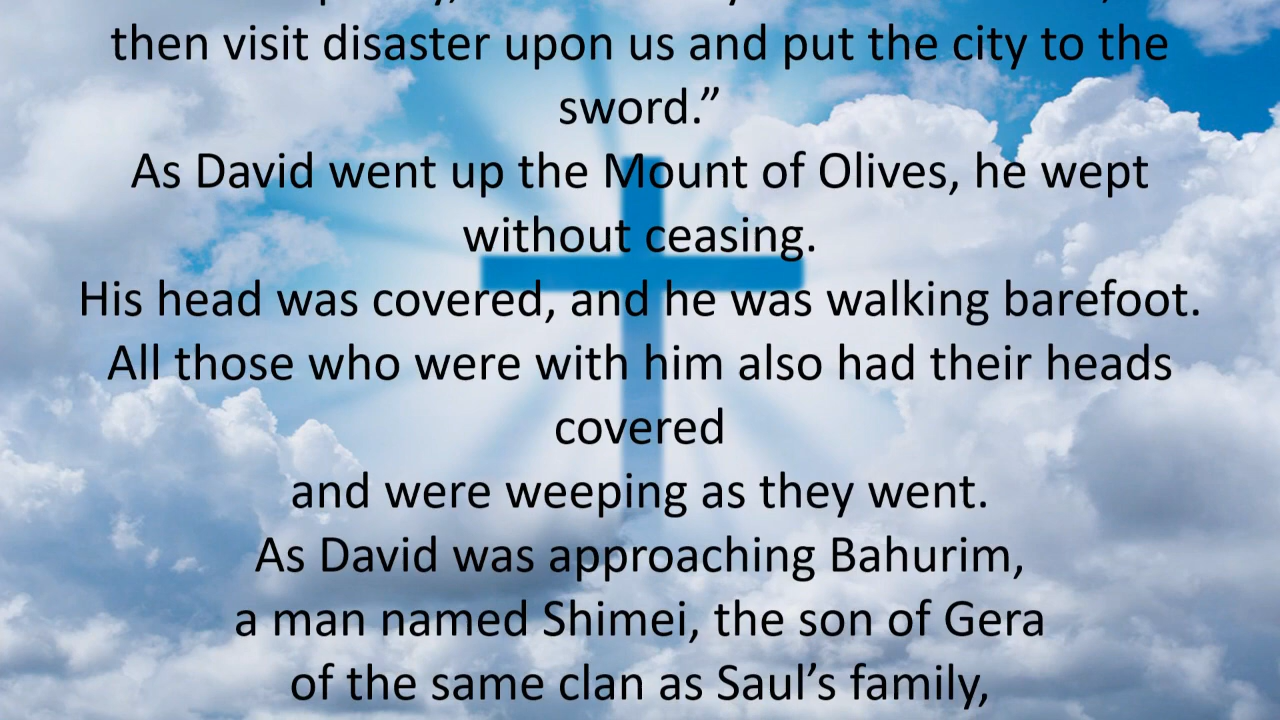 then visit disaster upon us and put the city to the
sword.”
As David went up the Mount of Olives, he wept
without ceasing.
His head was covered, and he was walking barefoot.
All those who were with him also had their heads
covered
and were weeping as they went.
As David was approaching Bahurim,
a man named Shimei, the son of Gera
of the same clan as Saul’s family,